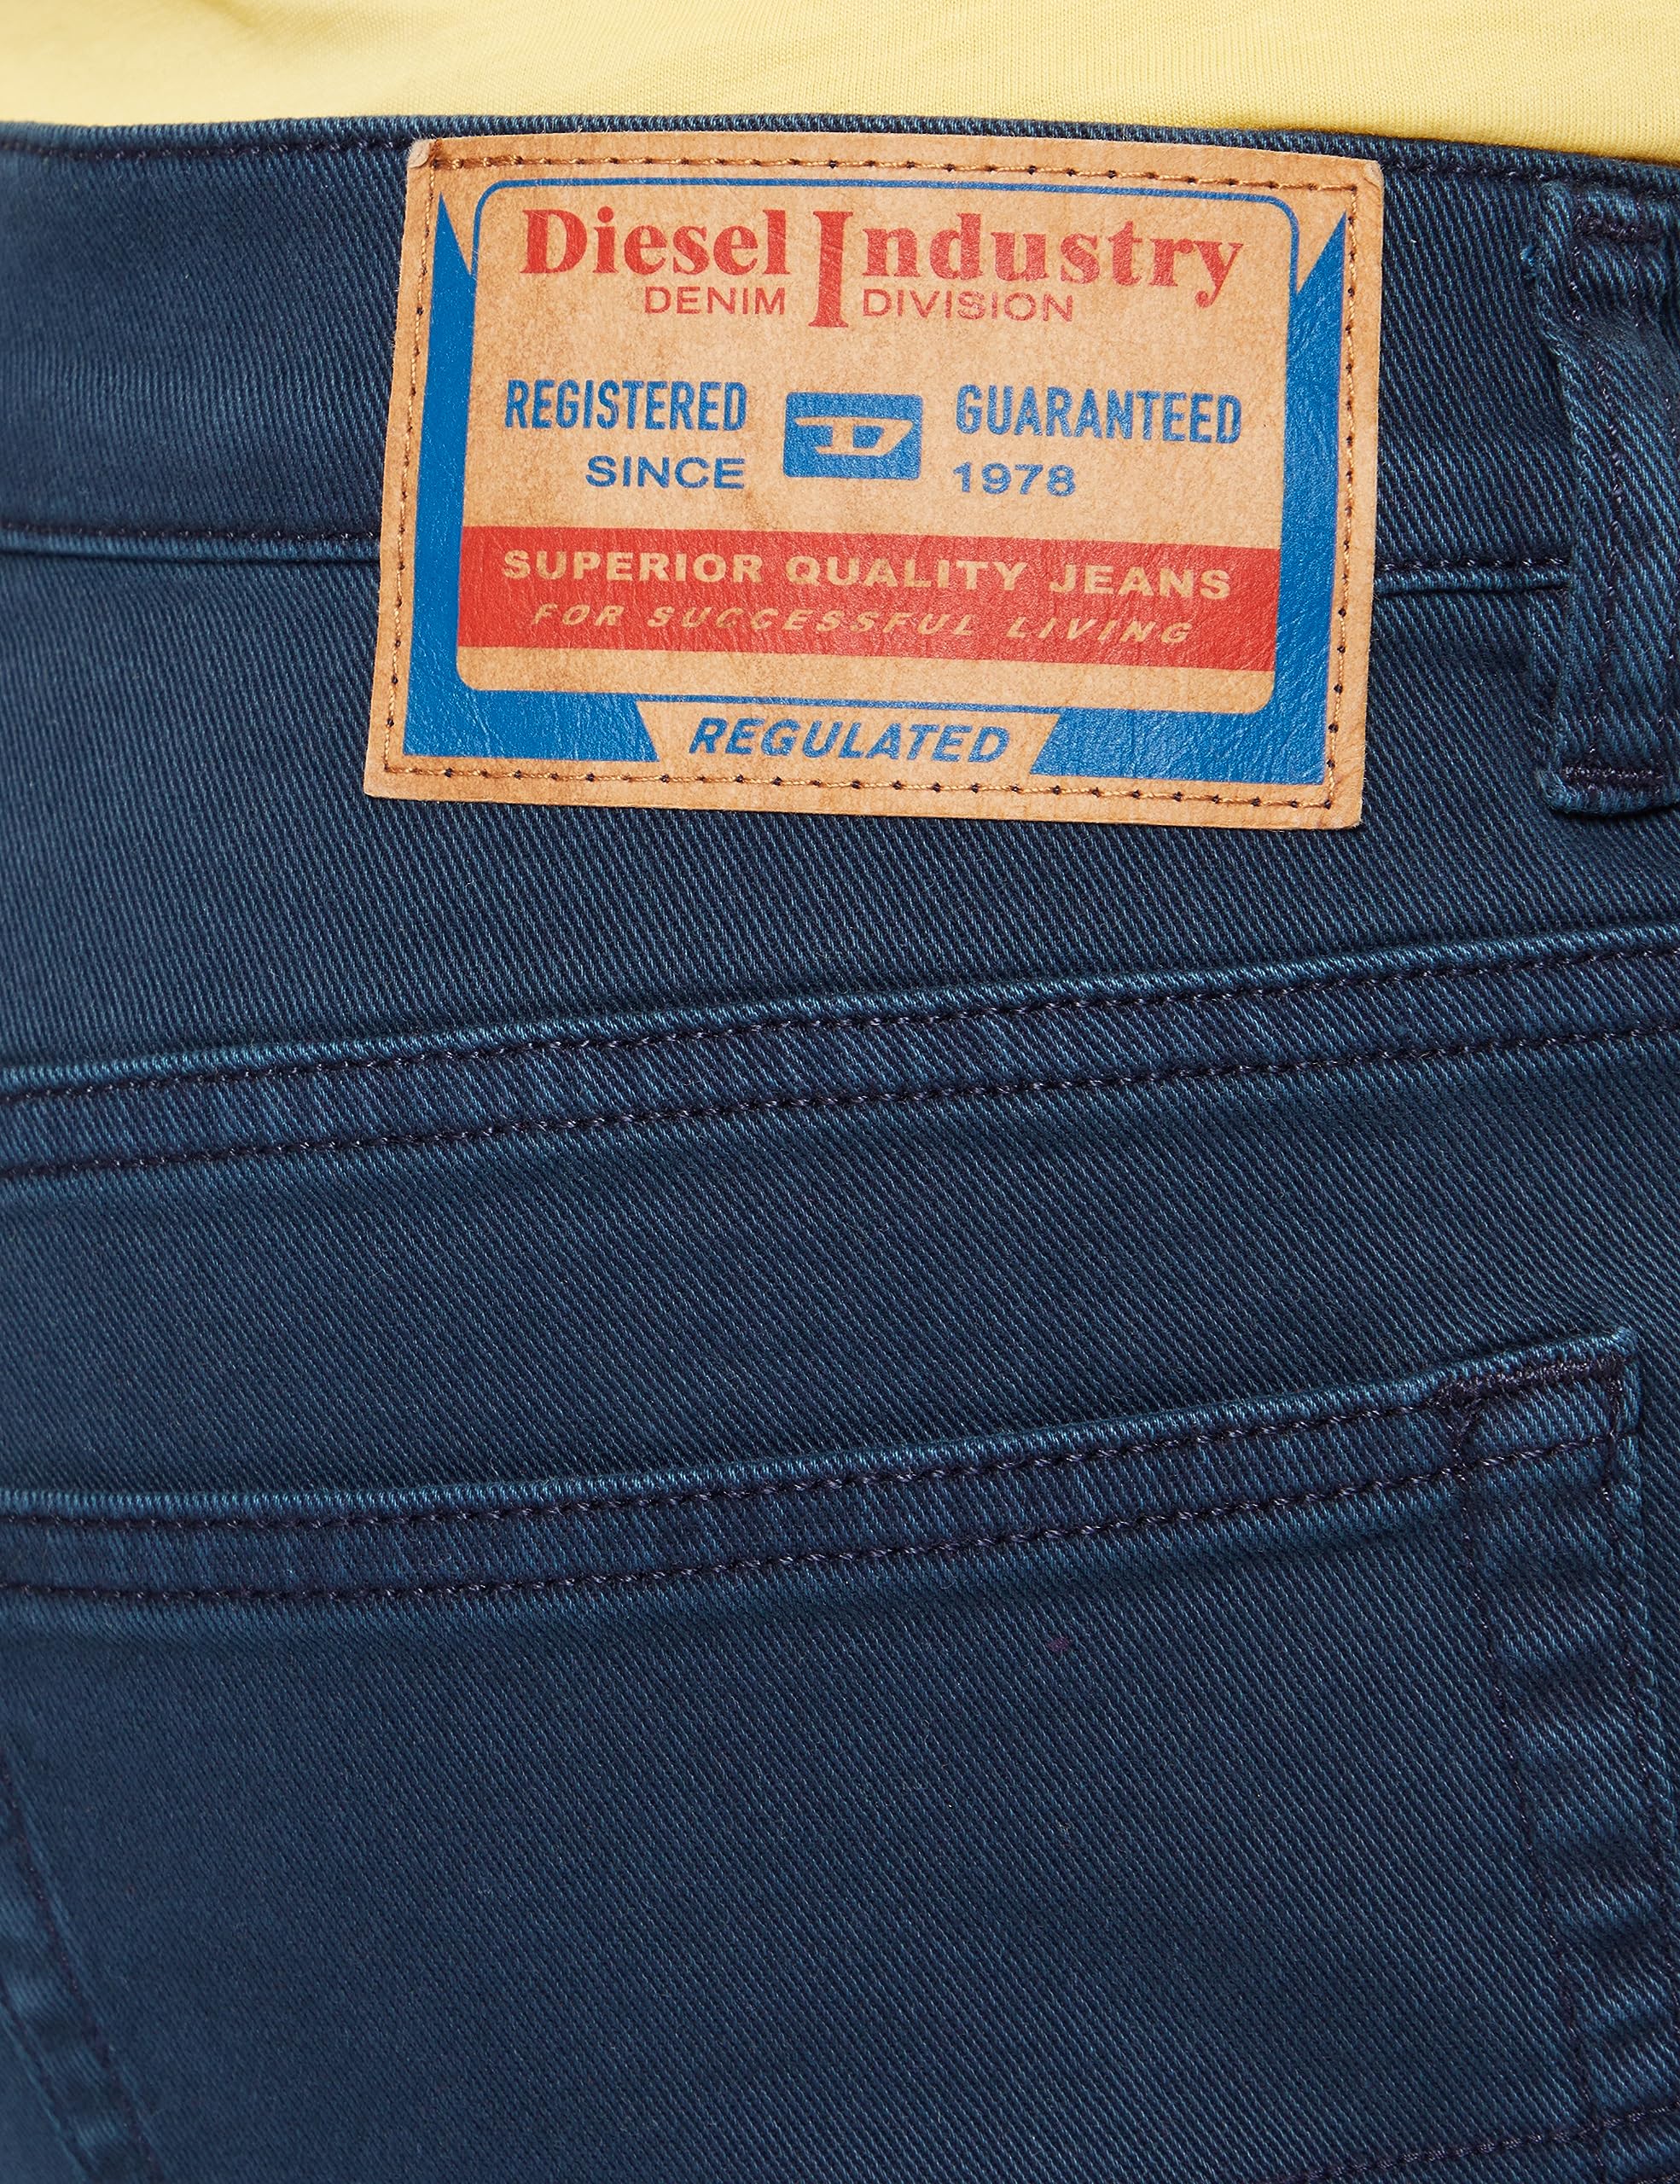 Diesel Industry
DENIM DIVISION
REGISTERED D GUARANTEED
SINCE 1978
SUPERIOR QUALITY JEANS
FOR SUCCESSFUL LIVING
REGULATED